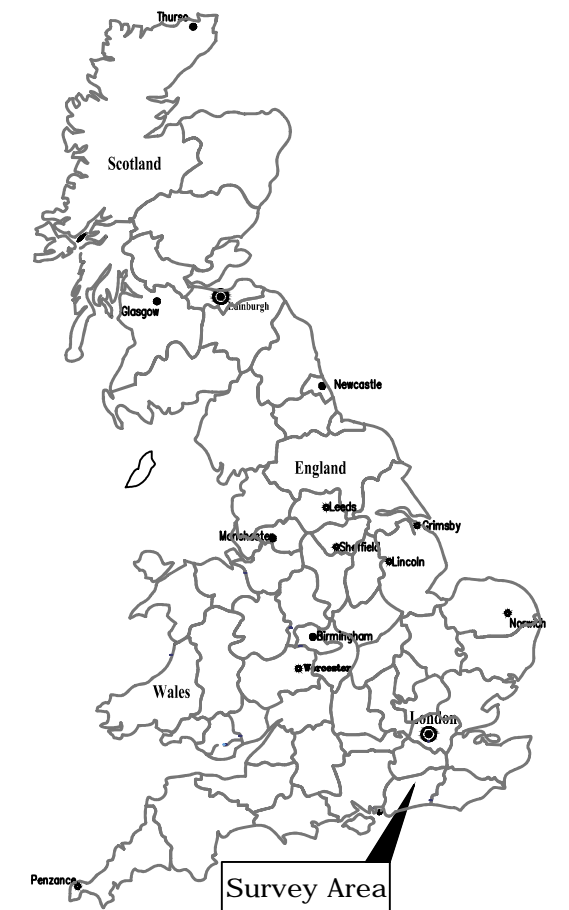 Thurso
Scotland
Glasgow
Edinburgh
Newcastle
England
Leeds
Grimsby
Manchester
Sheffield
Lincoln
Norwich
Birmingham
Worcester
Wales
London
Penzance
Survey Area